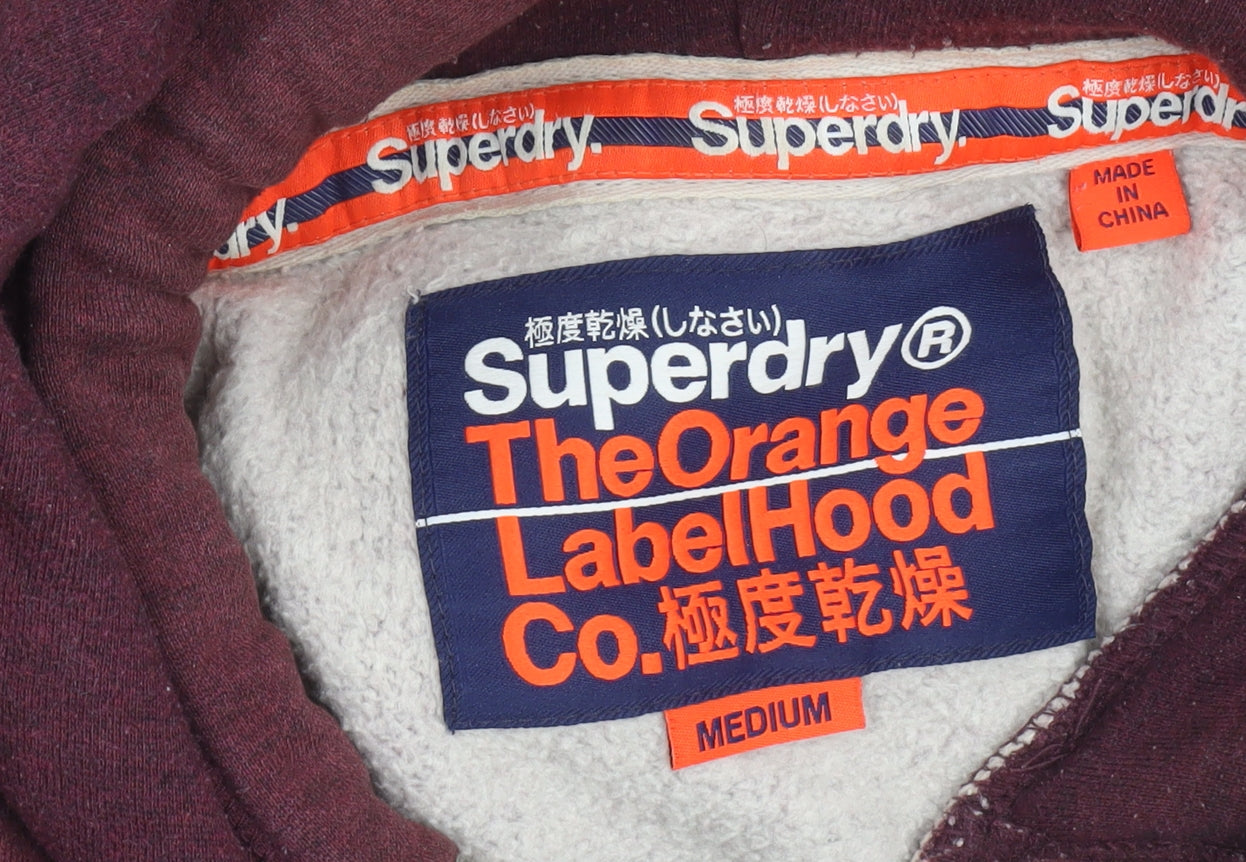 極度乾燥(しなさい)
Superdry.
極度乾燥(しなさい)
Superdry.
極度乾燥(しなさい)
Superdr
dry.
MADE
IN
CHINA
極度乾燥(しなさい)
Superdry®
TheOrange
LabelHood
Co.極度乾燥
MEDIUM